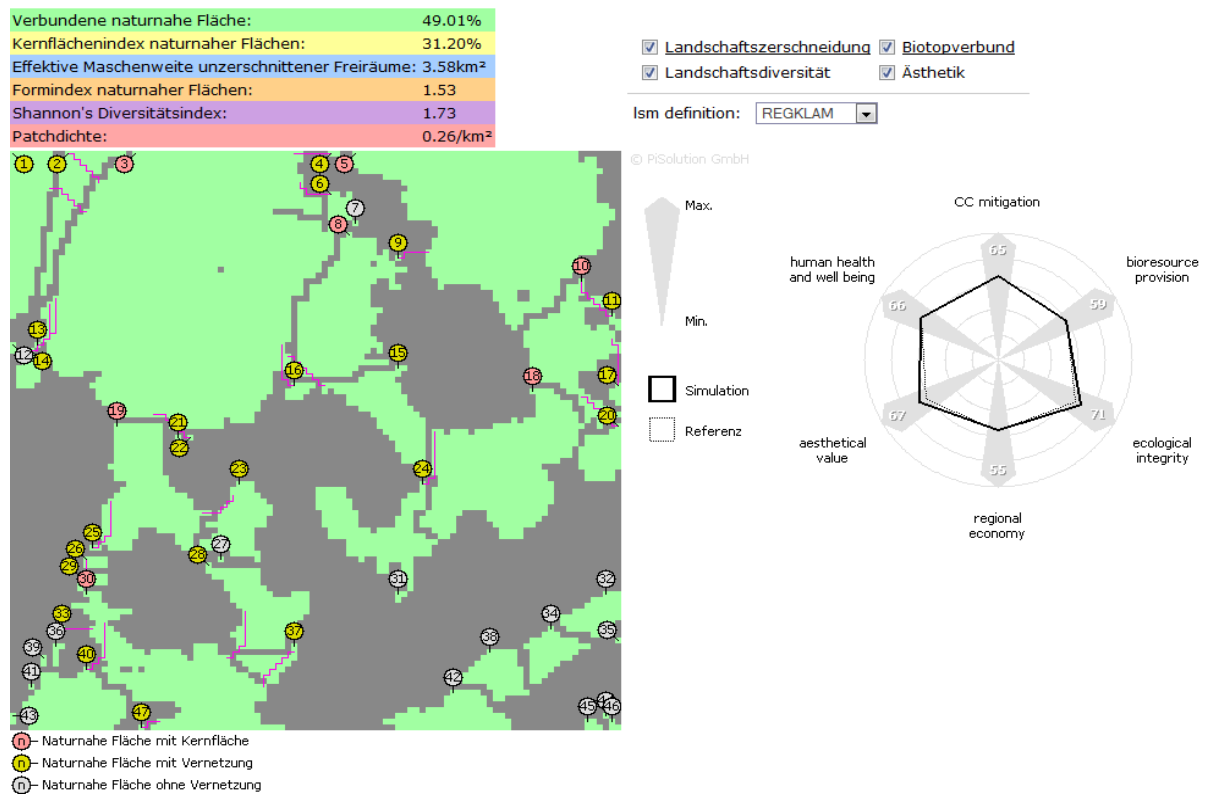 Verbundene naturnahe Fläche: 49.01%
Kernflächenindex naturnaher Flächen: 31.20%
Effektive Maschenweite unzerschnittener Freiräume: 3.58km²
Formindex naturnaher Flächen: 1.53
Shannon's Diversitätsindex: 1.73
Patchdichte: 0.26/km²
Landschaftszerschneidung Biotopverbund
Landschaftsdiversität Ästhetik
Ism definition: REGKLAM
© PiSolution GmbH
1 2 3 4 5
6
7
8
9
10
11
12
13
14
15
16
17
18
19
20
21
22
23
24
25
26
27
28
29
30
31
32
33
34
35
36
37
38
39
40
41
42
43
45
46
47
n – Naturnahe Fläche mit Kernfläche
n – Naturnahe Fläche mit Vernetzung
n – Naturnahe Fläche ohne Vernetzung
Max.
Min.
Simulation
Referenz
CC mitigation
65
bioresource
provision
59
ecological
integrity
71
regional
economy
55
aesthetical
value
67
human health
and well being
66